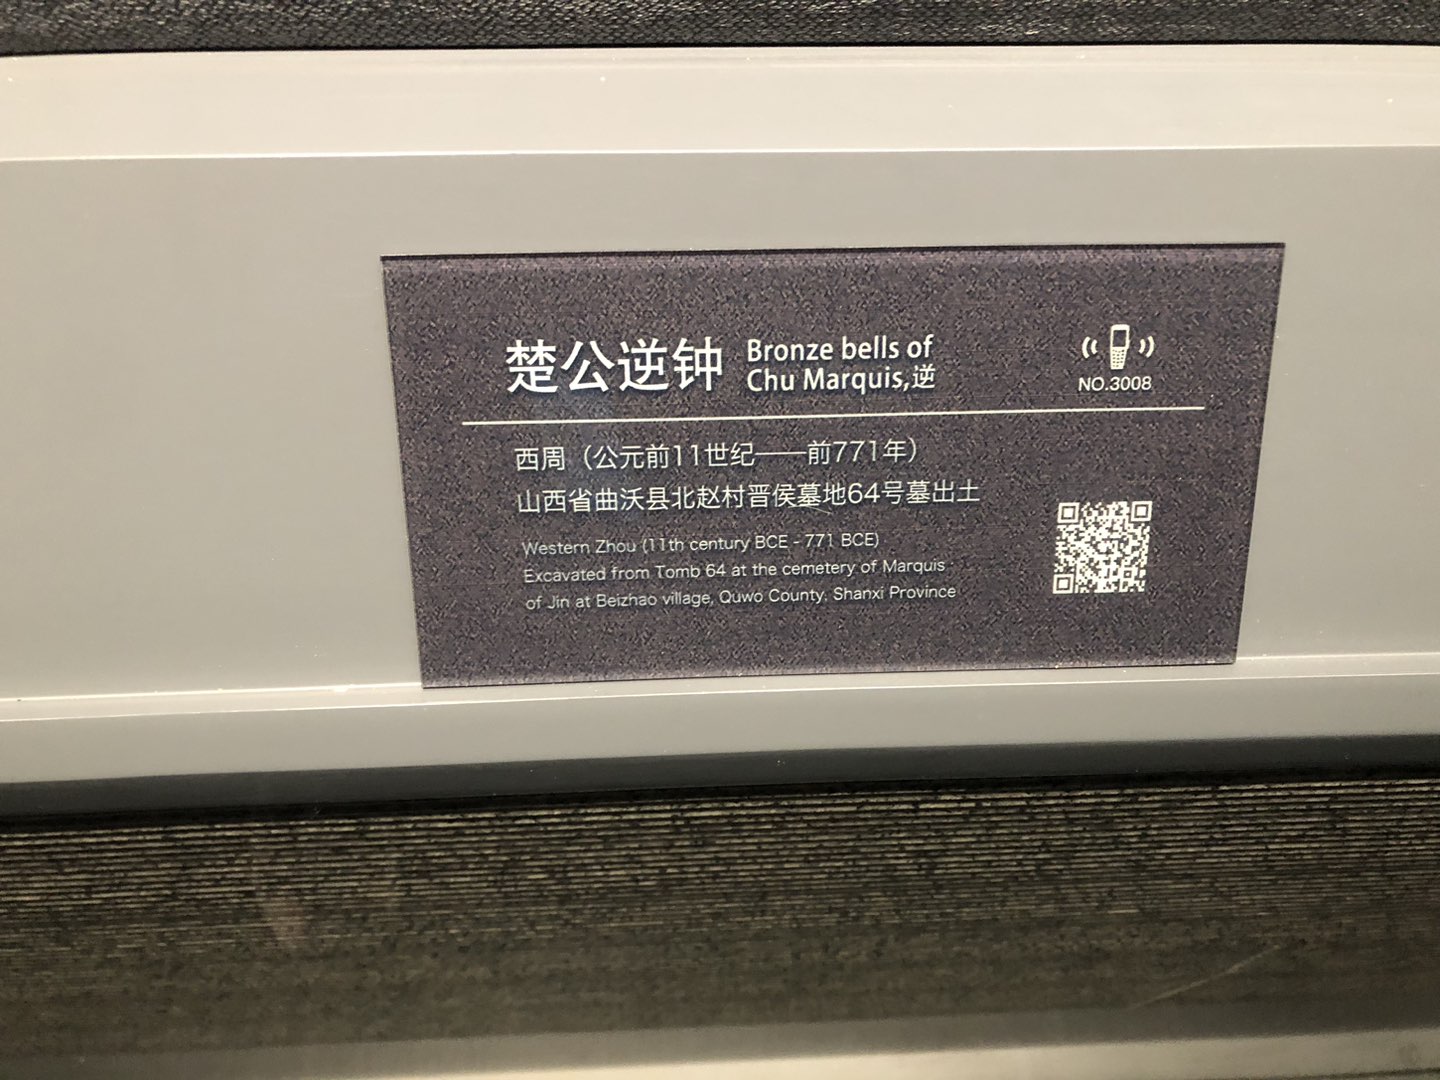 楚公逆钟
Bronze bells of
Chu Marquis,逆
NO.3008
西周（公元前11世纪——前771年）
山西省曲沃县北赵村晋侯墓地64号墓出土
Western Zhou (11th century BCE - 771 BCE)
Excavated from Tomb 64 at the cemetery of Marquis
of Jin at Beizhao village, Quwo County. Shanxi Province